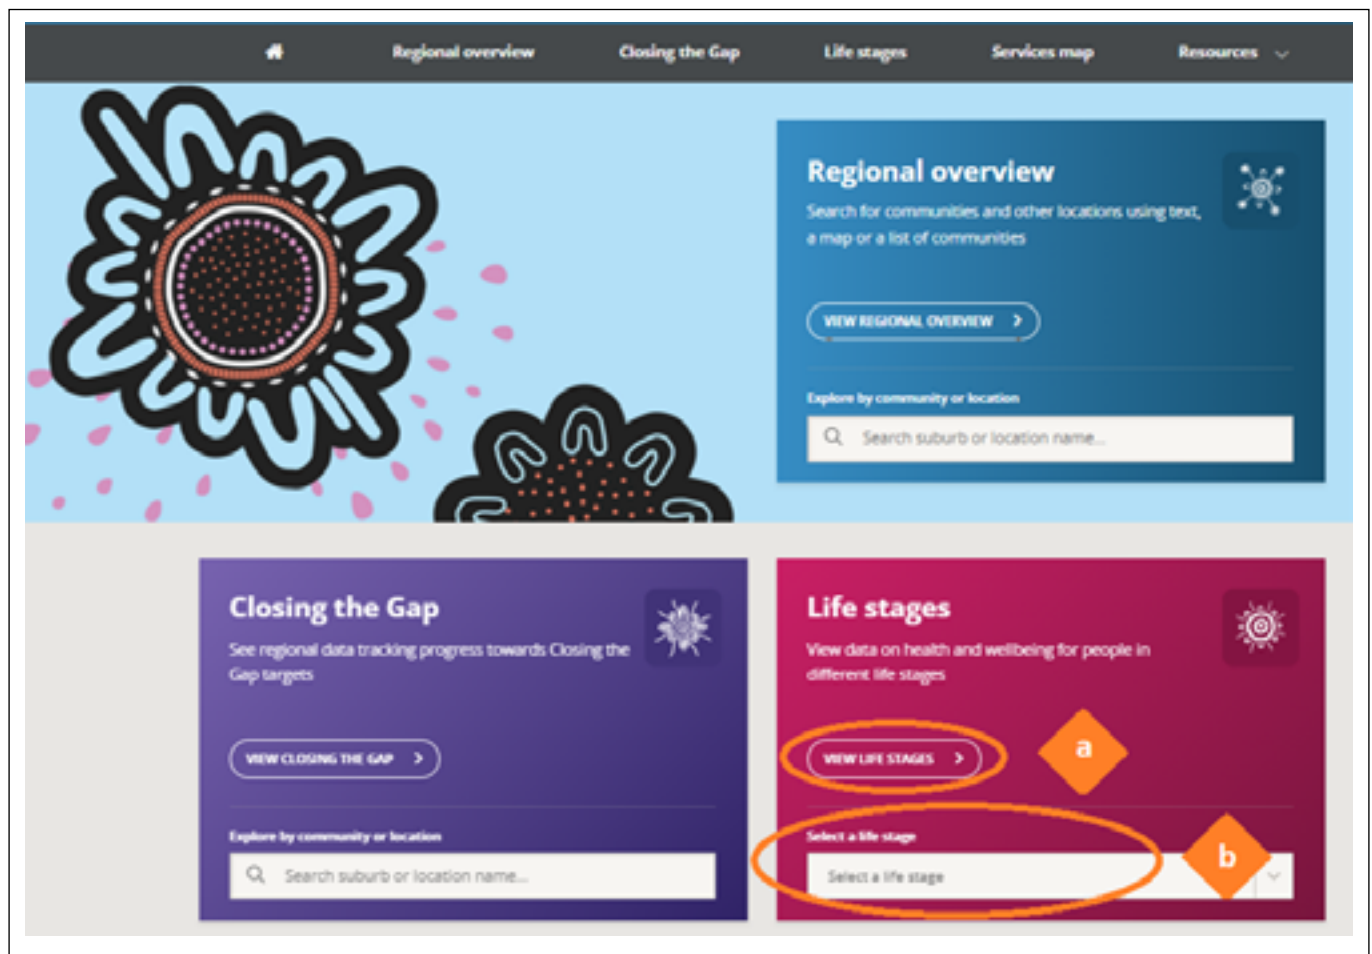 Regional overview
Closing the Gap
Life stages
Services map
Resources
Regional overview
Search for communities and other locations using text,
a map or a list of communities
VIEW REGIONAL OVERVIEW
Explore by community or location
Search suburb or location name...
Closing the Gap
See regional data tracking progress towards Closing the
Gap targets
VIEW CLOSING THE GAP
Explore by community or location
Search suburb or location name...
Life stages
View data on health and wellbeing for people in
different life stages
VIEW LIFE STAGES
a
Select a life stage
Select a life stage
b